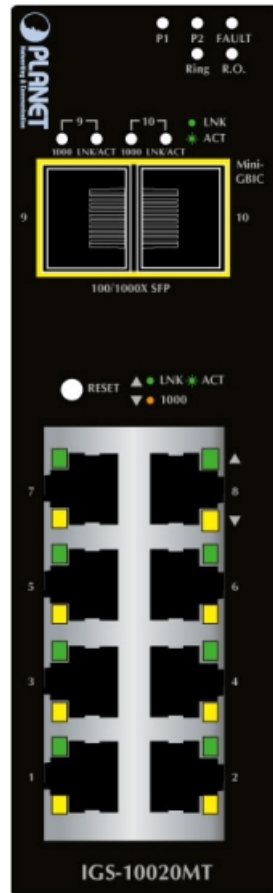 PLANET
Networking & Communication
P1 P2 FAULT
Ring R.O.
9 10 LNK
1000 LNK/ACT 1000 LNK/ACT ACT
Mini-GBIC
9 10
100/1000X SFP
RESET LNK ACT
1000
7 8
5 6
3 4
1 2
IGS-10020MT